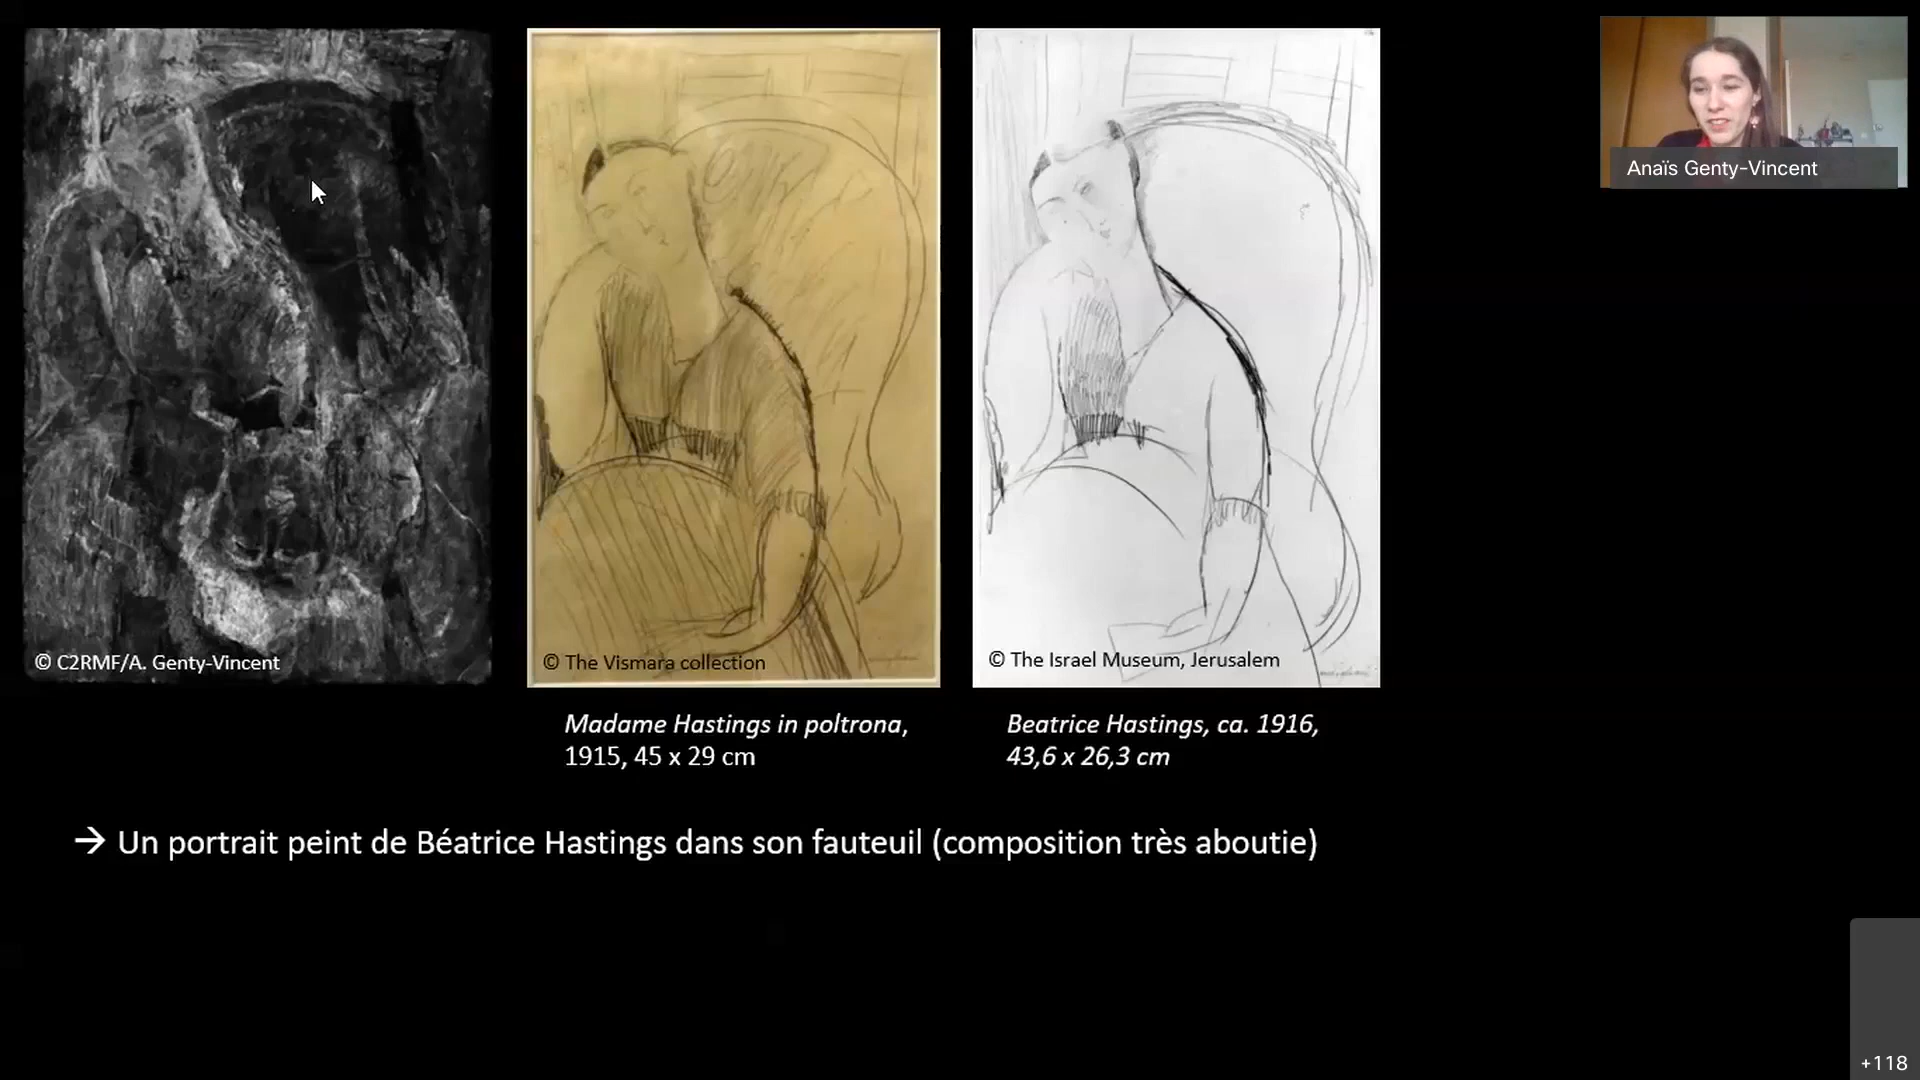 Anaïs Genty-Vincent
© C2RMF/A. Genty-Vincent
© The Vismara collection
© The Israel Museum, Jerusalem
Madame Hastings in poltrona,
1915, 45 x 29 cm
Beatrice Hastings, ca. 1916,
43,6 x 26,3 cm
→ Un portrait peint de Béatrice Hastings dans son fauteuil (composition très aboutie)
+118